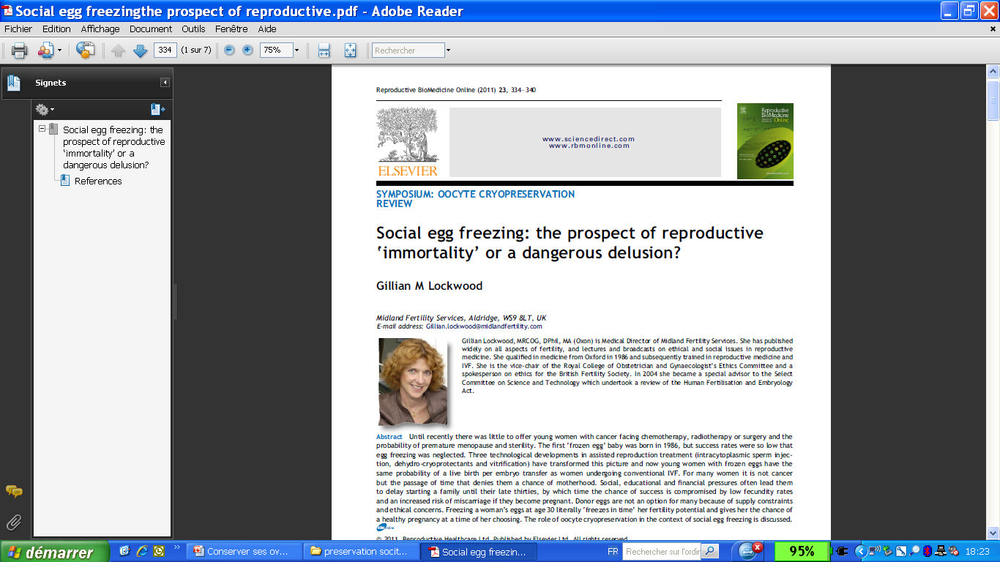 Social egg freezingthe prospect of reproductive.pdf - Adobe Reader
Fichier Edition Affichage Document Outils Fenêtre Aide
334 (1 sur 7) 75% Rechercher
Signets
Social egg freezing: the
prospect of reproductive
'immortality' or a
dangerous delusion?
References
Reproductive BioMedicine Online (2011) 23, 334–340
www.sciencedirect.com
www.rbmonline.com
ELSEVIER
Reproductive
BioMedicine
Online
SYMPOSIUM: OOCYTE CRYOPRESERVATION
REVIEW
Social egg freezing: the prospect of reproductive
'immortality' or a dangerous delusion?
Gillian M Lockwood
Midland Fertility Services, Aldridge, WS9 8LT, UK
E-mail address: Gillian.lockwood@midlandfertility.com
Gillian Lockwood, MRCOG, DPhil, MA (Oxon) is Medical Director of Midland Fertility Services. She has published
widely on all aspects of fertility, and lectures and broadcasts on ethical and social issues in reproductive
medicine. She qualified in medicine from Oxford in 1986 and subsequently trained in reproductive medicine and
IVF. She is the vice-chair of the Royal College of Obstetrician and Gynaecologist's Ethics Committee and a
spokesperson on ethics for the British Fertility Society. In 2004 she became a special advisor to the Select
Committee on Science and Technology which undertook a review of the Human Fertilisation and Embryology
Act.
Abstract Until recently there was little to offer young women with cancer facing chemotherapy, radiotherapy or surgery and the
probability of premature menopause and sterility. The first 'frozen egg' baby was born in 1986, but success rates were so low that
egg freezing was neglected. Three technological developments in assisted reproduction treatment (intracytoplasmic sperm injec-
tion, dehydro-cryoprotectants and vitrification) have transformed this picture and now young women with frozen eggs have the
same probability of a live birth per embryo transfer as women undergoing conventional IVF. For many women it is not cancer
but the passage of time that denies them a chance of motherhood. Social, educational and financial pressures often lead them
to delay starting a family until their late thirties, by which time the chance of success is compromised by low fecundity rates
and an increased risk of miscarriage if they become pregnant. Donor eggs are not an option for many because of supply constraints
and ethical concerns. Freezing a woman's eggs at age 30 literally 'freezes in time' her fertility potential and gives her the chance of
a healthy pregnancy at a time of her choosing. The role of oocyte cryopreservation in the context of social egg freezing is discussed.
© 2011, Reproductive Healthcare Ltd. Published by Elsevier Ltd. All rights reserved.
démarrer Conserver ses ov... preservation socit... Social egg freezin... FR Rechercher sur l'ordin 95% 18:23